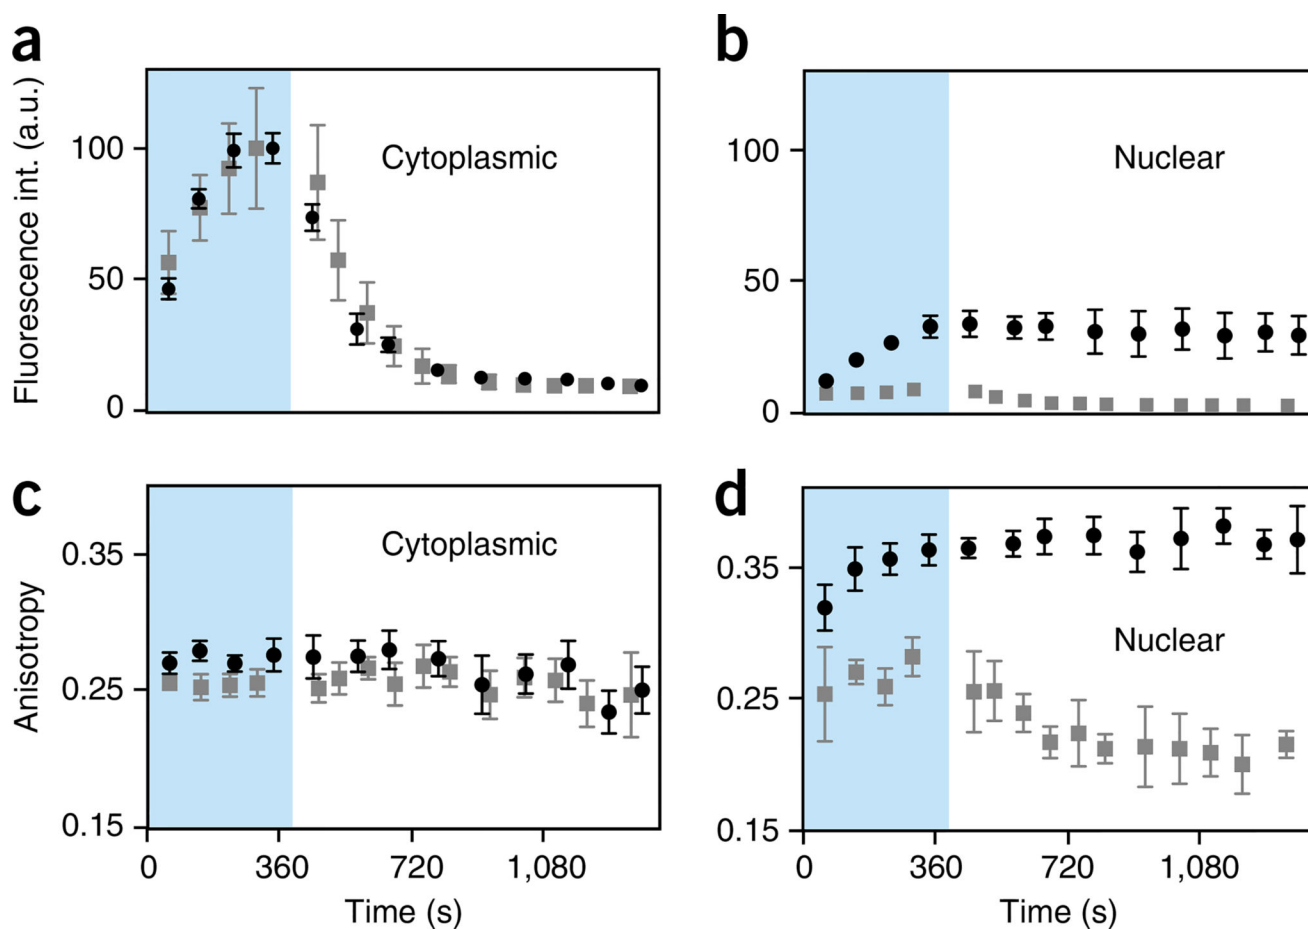 a
Fluorescence int. (a.u.)
100
50
0
Cytoplasmic
b
100
50
0
Nuclear
c
Anisotropy
0.35
0.25
0.15
Cytoplasmic
0
360
720
1,080
Time (s)
d
0.35
0.25
0.15
Nuclear
0
360
720
1,080
Time (s)